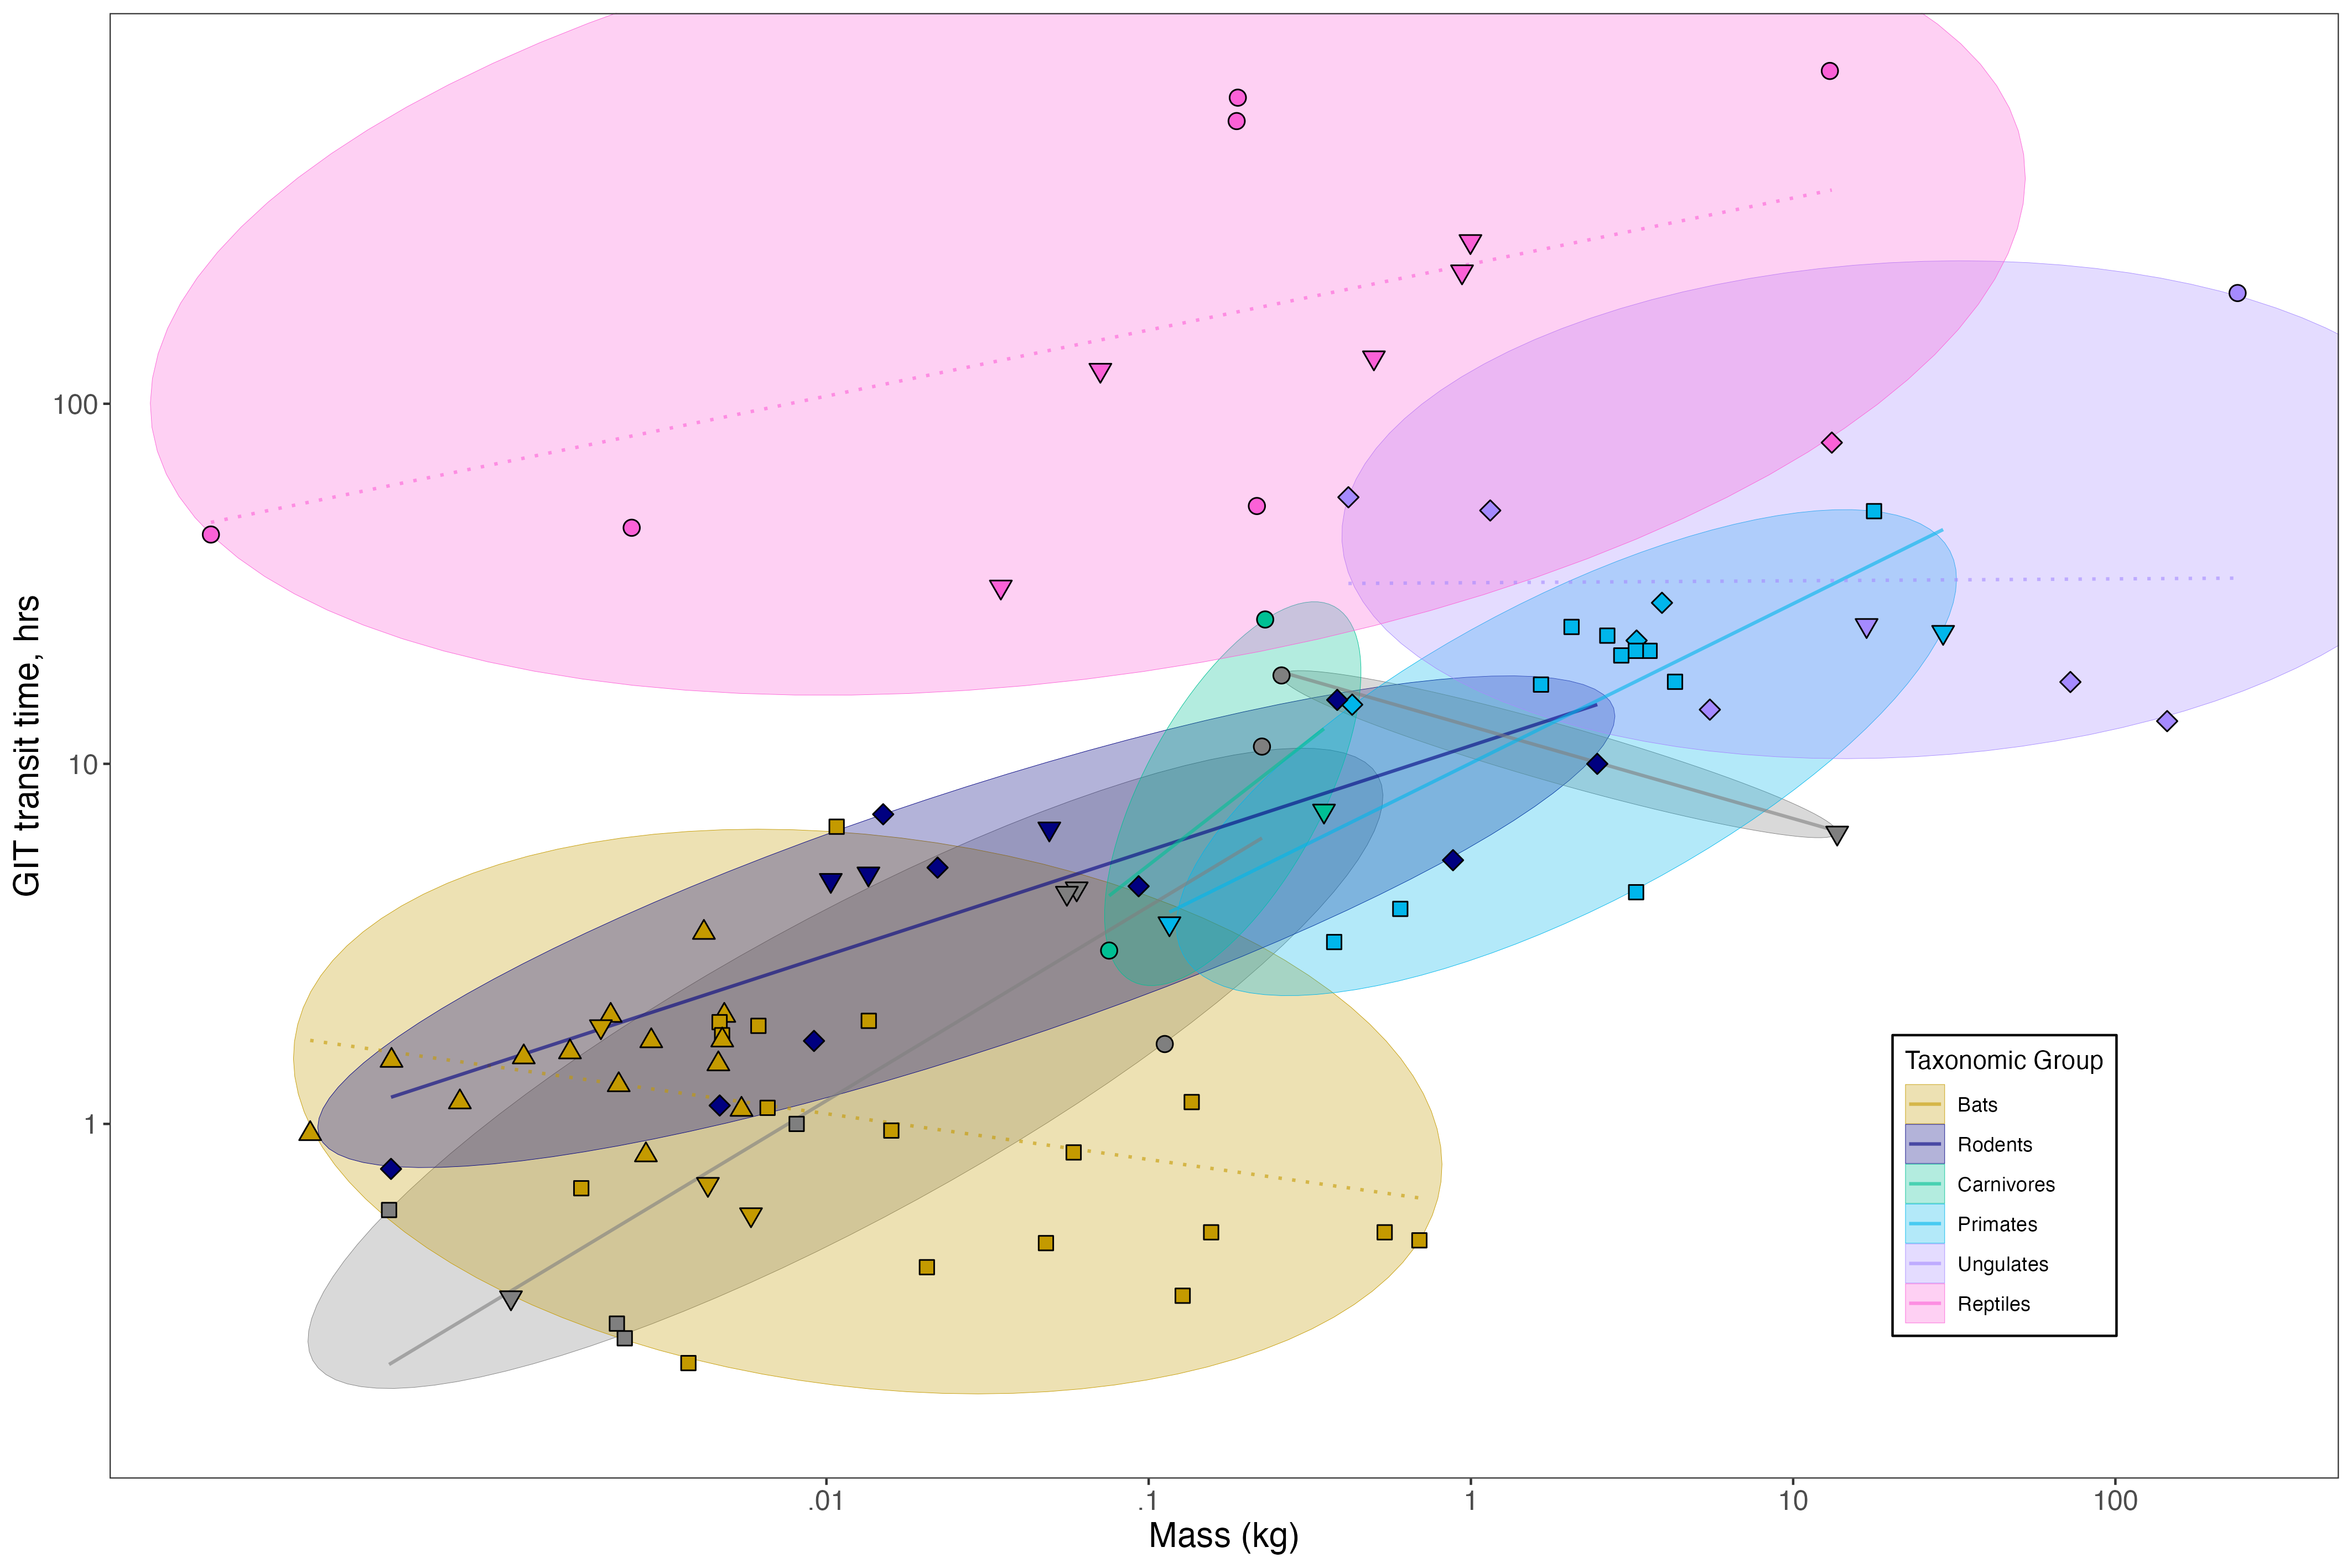 GIT transit time, hrs
100
10
1
.01
.1
1
10
100
Mass (kg)
Taxonomic Group
Bats
Rodents
Carnivores
Primates
Ungulates
Reptiles